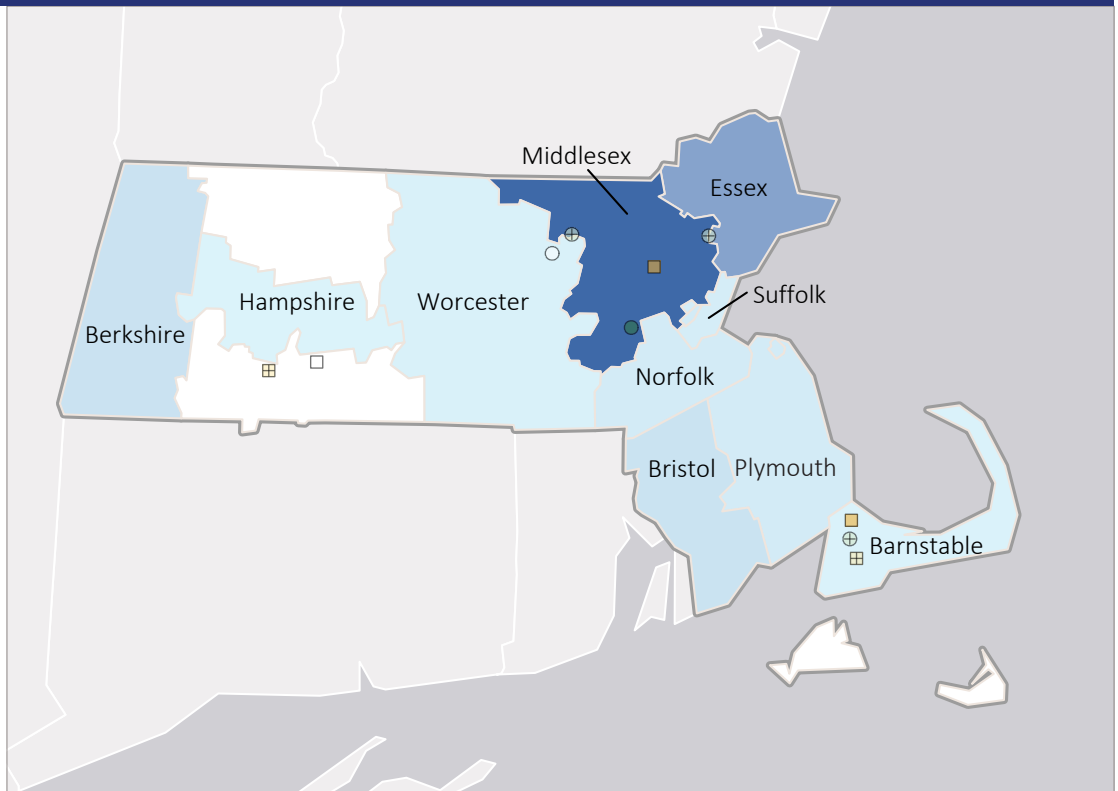 Middlesex
Essex
Suffolk
Hampshire
Worcester
Berkshire
Norfolk
Bristol
Plymouth
Barnstable